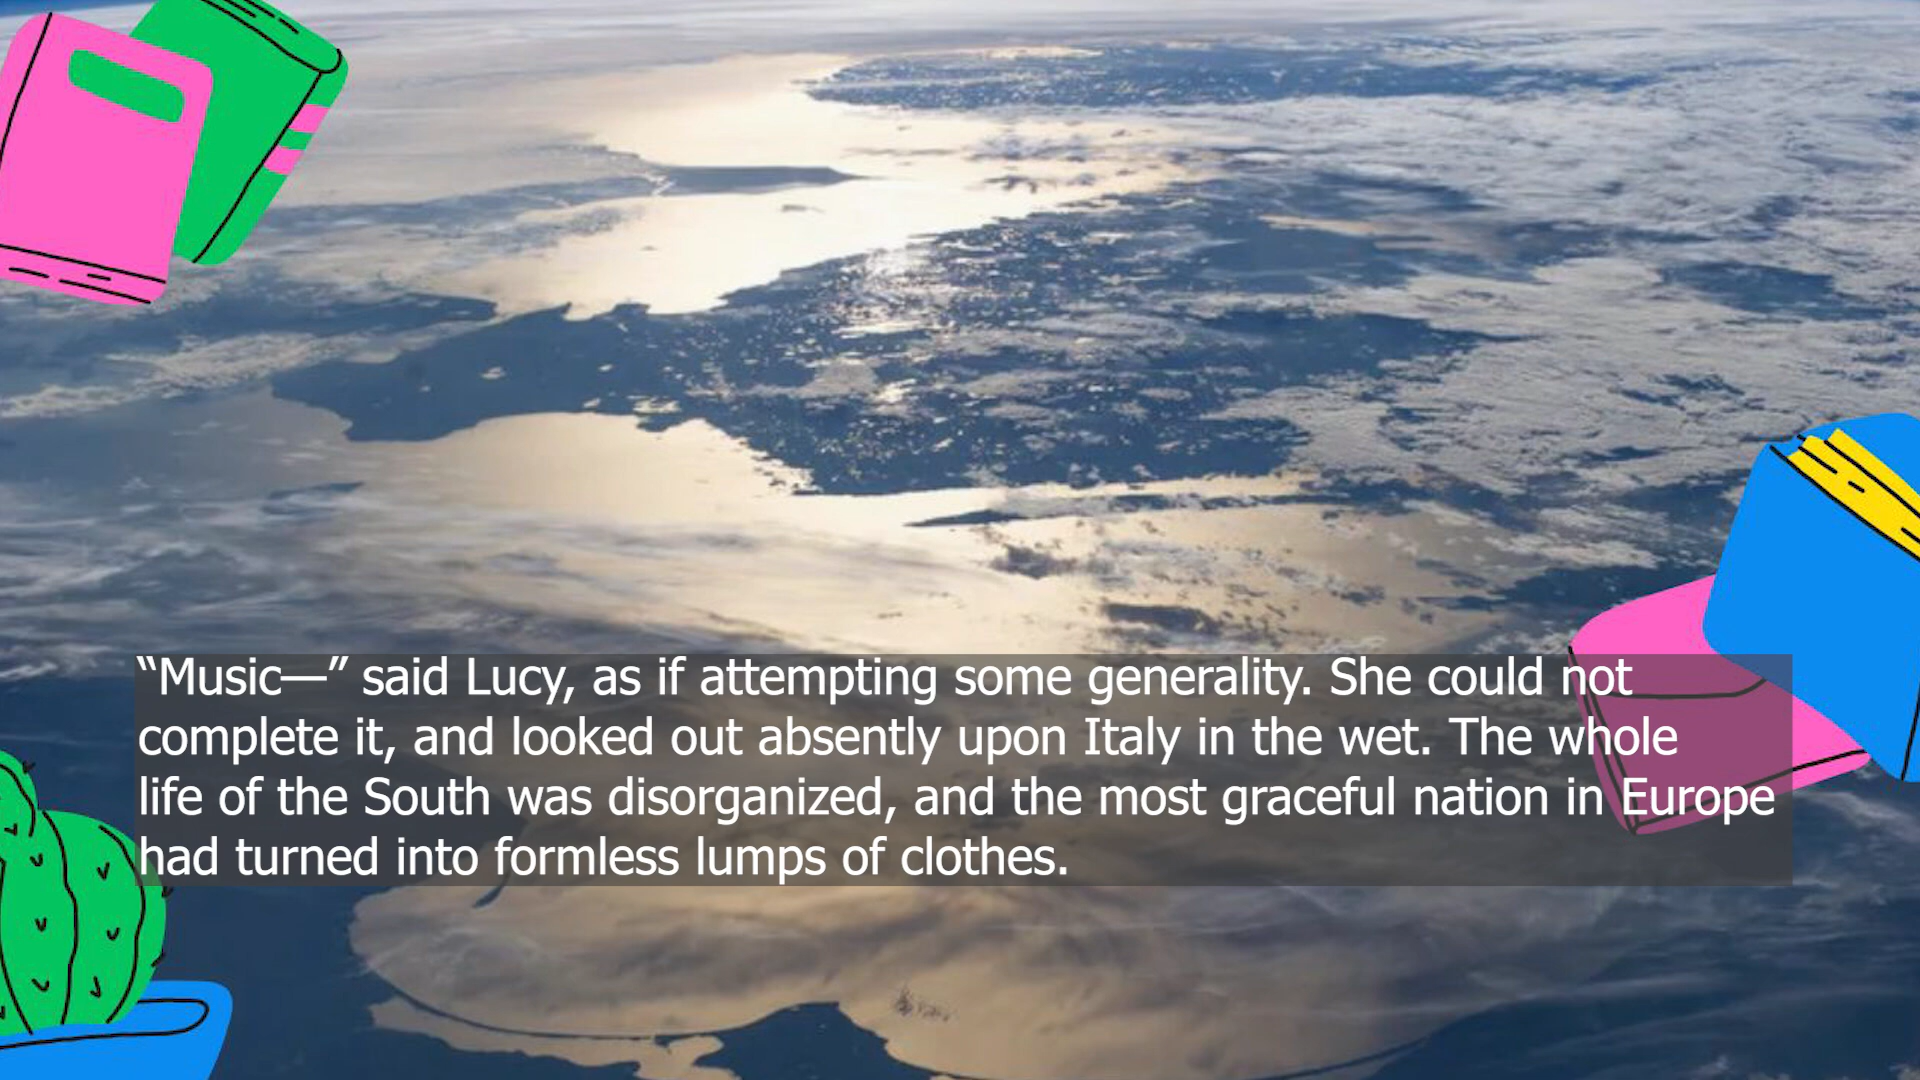 “Music—” said Lucy, as if attempting some generality. She could not
complete it, and looked out absently upon Italy in the wet. The whole
life of the South was disorganized, and the most graceful nation in Europe
had turned into formless lumps of clothes.